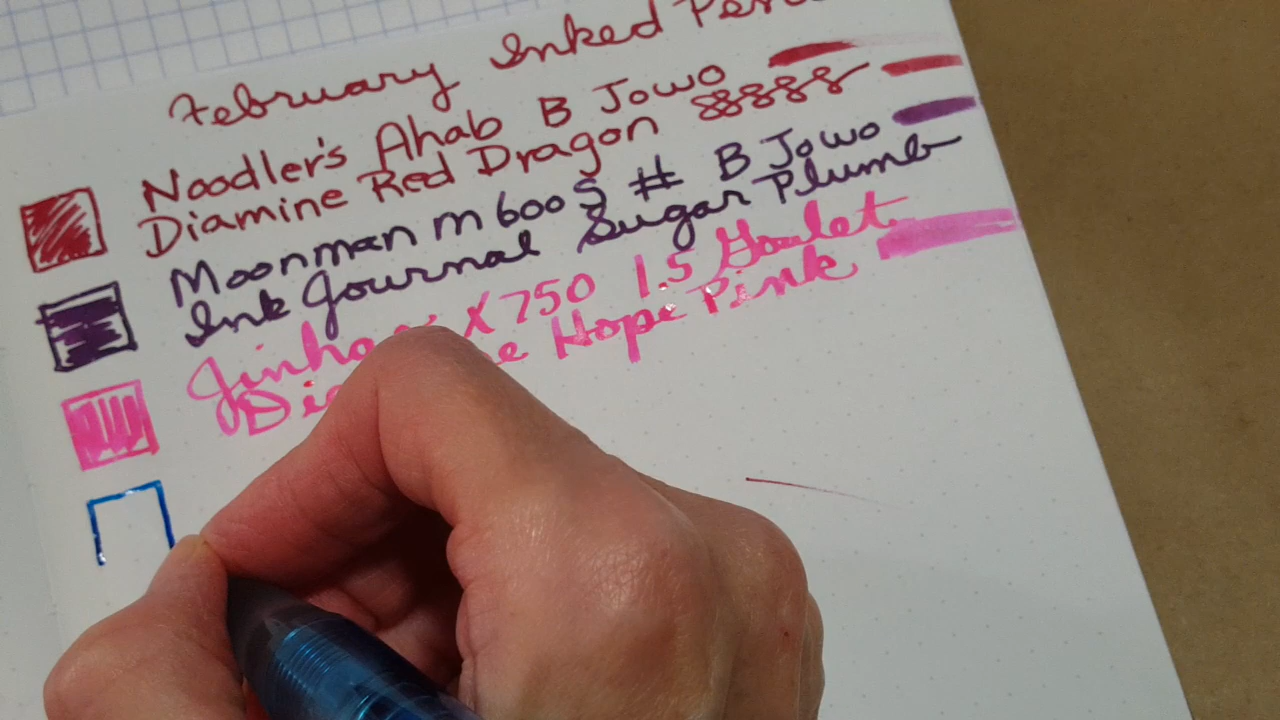 February Inked Pens
Noodler's Ahab B Jowo
Diamine Red Dragon
Moonman M600S # B Jowo
Ink Journal Sugar Plumb
X750 1.5 Goulet
Hope Pink